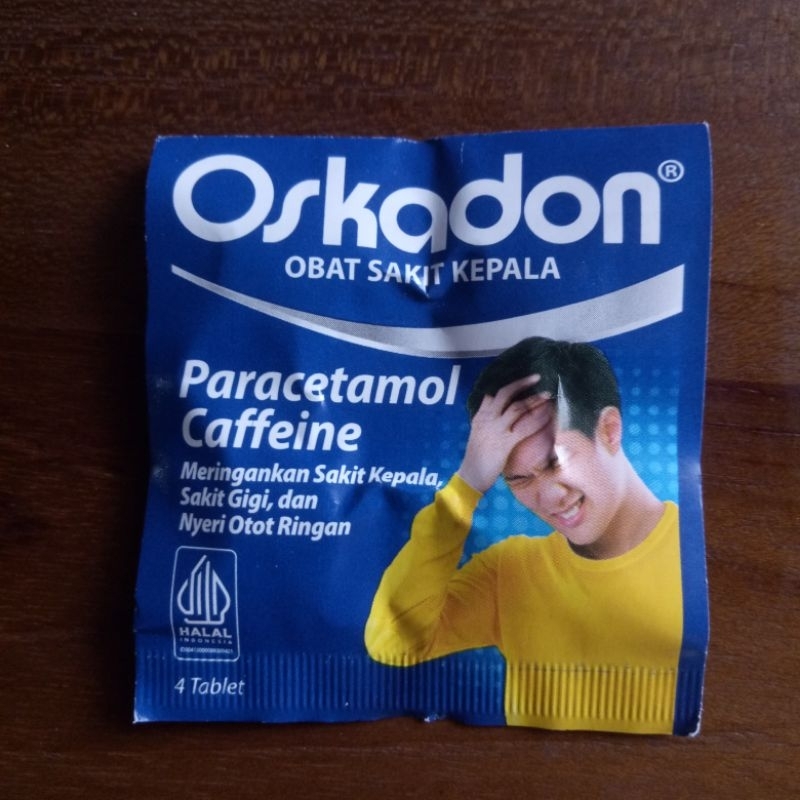 Oskadon®
OBAT SAKIT KEPALA
Paracetamol
Caffeine
Meringankan Sakit Kepala,
Sakit Gigi, dan
Nyeri Otot Ringan
HALAL
INDONESIA
4 Tablet